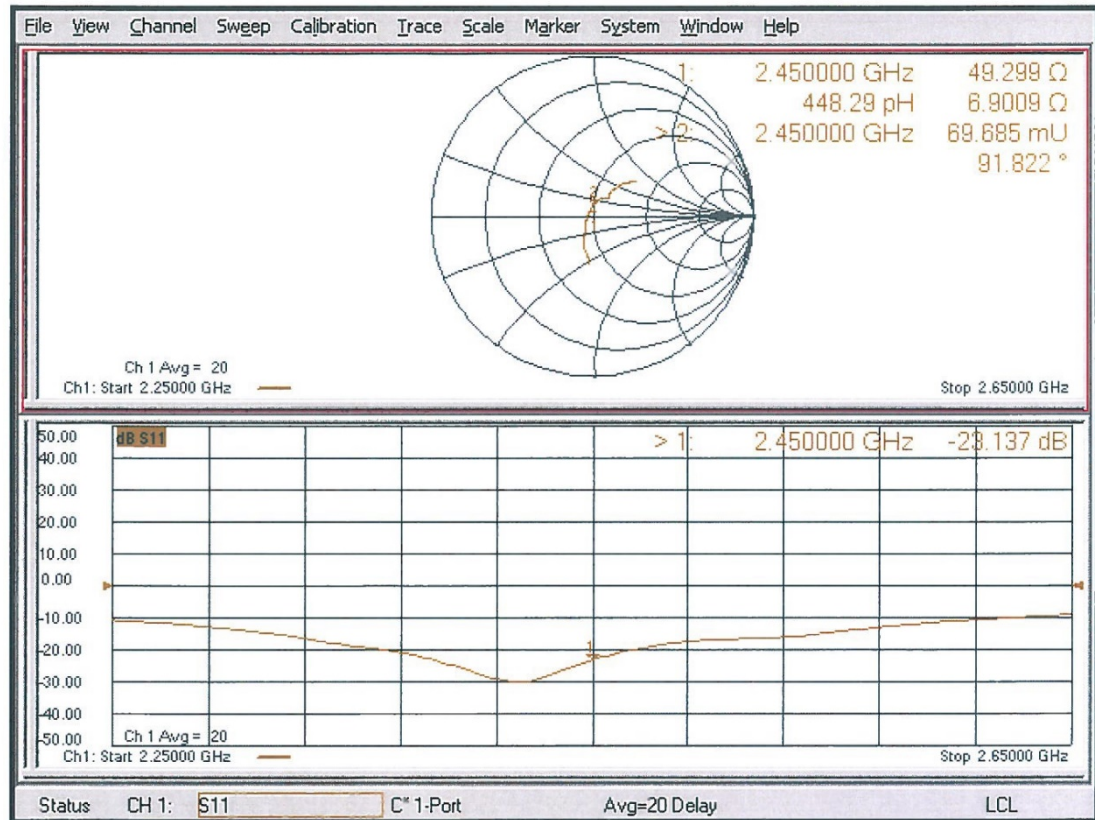 File View Channel Sweep Calibration Trace Scale Marker System Window Help
1: 2.450000 GHz 49.299 Ω
448.29 pH 6.9009 Ω
> 2: 2.450000 GHz 69.685 mU
91.822 °
Ch 1 Avg = 20
Ch1: Start 2.25000 GHz Stop 2.65000 GHz
50.00 dB S11 > 1: 2.450000 GHz -23.137 dB
40.00
30.00
20.00
10.00
0.00
-10.00
-20.00 1
-30.00
-40.00
-50.00 Ch 1 Avg = 20
Ch1: Start 2.25000 GHz Stop 2.65000 GHz
Status CH 1: S11 C* 1-Port Avg=20 Delay LCL